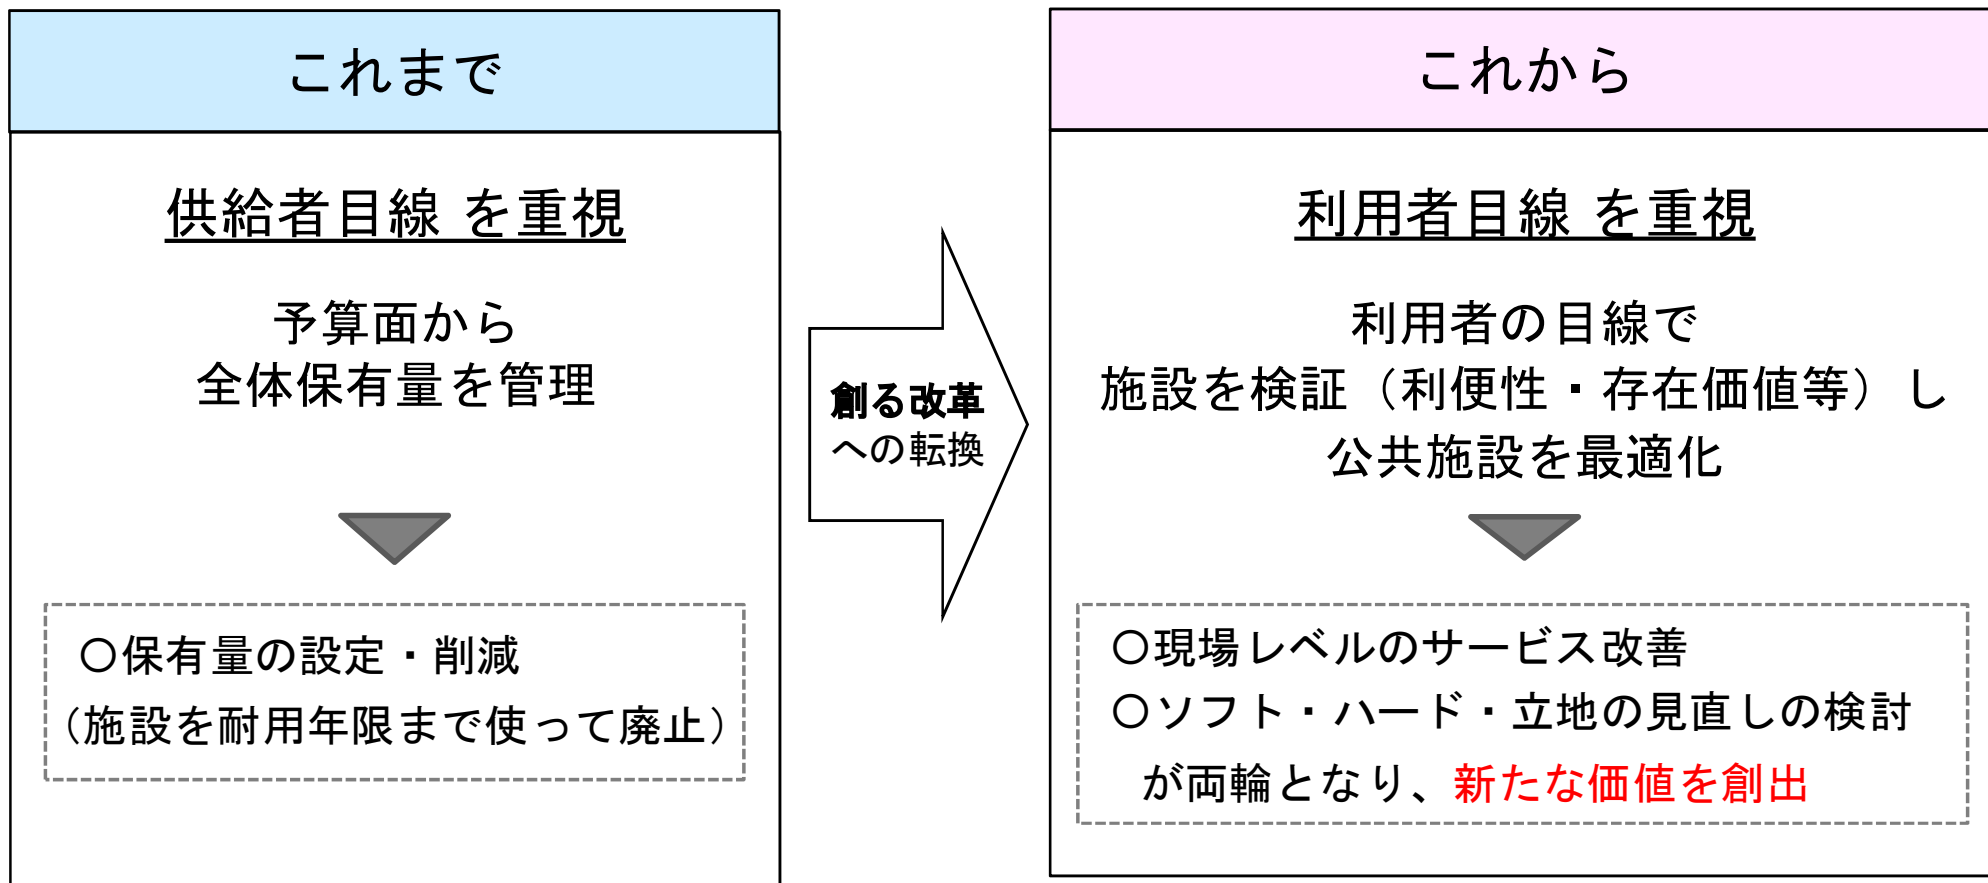 これまで
供給者目線 を重視
予算面から
全体保有量を管理
〇保有量の設定・削減
（施設を耐用年限まで使って廃止）
創る改革
への転換
これから
利用者目線 を重視
利用者の目線で
施設を検証（利便性・存在価値等）し
公共施設を最適化
〇現場レベルのサービス改善
〇ソフト・ハード・立地の見直しの検討
が両輪となり、新たな価値を創出